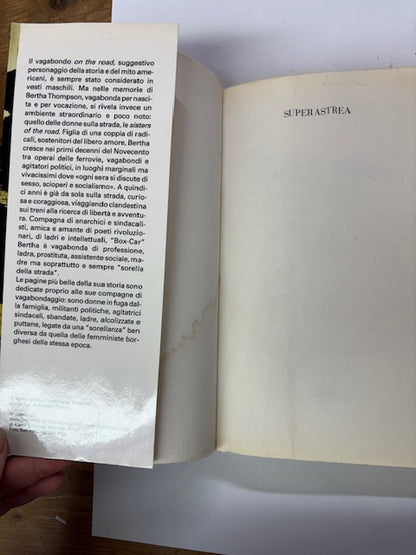 Il vagabondo on the road, suggestivo
personaggio della storia e del mito ame-
ricani, è sempre stato considerato in
vesti maschili. Ma nelle memorie di
Bertha Thompson, vagabonda per nasci-
ta e per vocazione, si rivela invece un
ambiente straordinario e poco noto:
quello delle donne sulla strada, le sisters
of the road. Figlia di una coppia di radi-
cali, sostenitori del libero amore, Bertha
cresce nei primi decenni del Novecento
tra operai delle ferrovie, vagabondi e
agitatori politici, in luoghi marginali ma
vivacissimi dove «ogni sera si discute di
sesso, scioperi e socialismo». A quindi-
ci anni è già da sola sulla strada, curio-
sa e coraggiosa, viaggiando clandestina
sui treni alla ricerca di libertà e avventu-
ra. Compagna di anarchici e sindacali-
sti, amica e amante di poeti rivoluzio-
nari, di ladri e intellettuali, "Box-Car"
Bertha è vagabonda di professione,
ladra, prostituta, assistente sociale, ma-
dre ma soprattutto e sempre "sorella
della strada".
Le pagine più belle della sua storia sono
dedicate proprio alle sue compagne di
vagabondaggio: sono donne in fuga dal-
la famiglia, militanti politiche, agitatrici
sindacali, sbandate, ladre, alcolizzate e
puttane, legate da una "sorellanza" ben
diversa da quella delle femministe bor-
ghesi della stessa epoca.
SUPER ASTREA